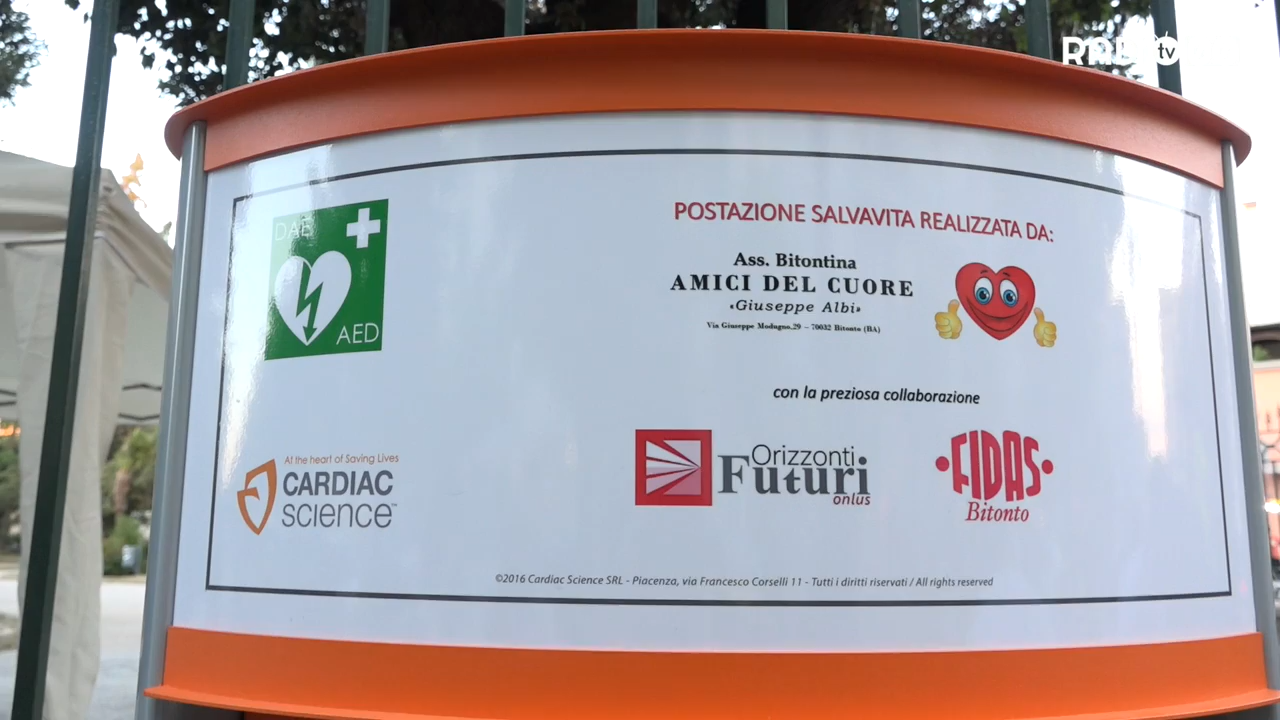 DAE
AED
At the heart of Saving Lives
CARDIAC
SCIENCE™
POSTAZIONE SALVAVITA REALIZZATA DA:
Ass. Bitontina
AMICI DEL CUORE
«Giuseppe Albi»
Via Giuseppe Modugno,29 – 70032 Bitonto (BA)
con la preziosa collaborazione
Orizzonti
Futuri
onlus
FIDAS
Bitonto
©2016 Cardiac Science SRL - Piacenza, via Francesco Corselli 11 - Tutti i diritti riservati / All rights reserved
tv